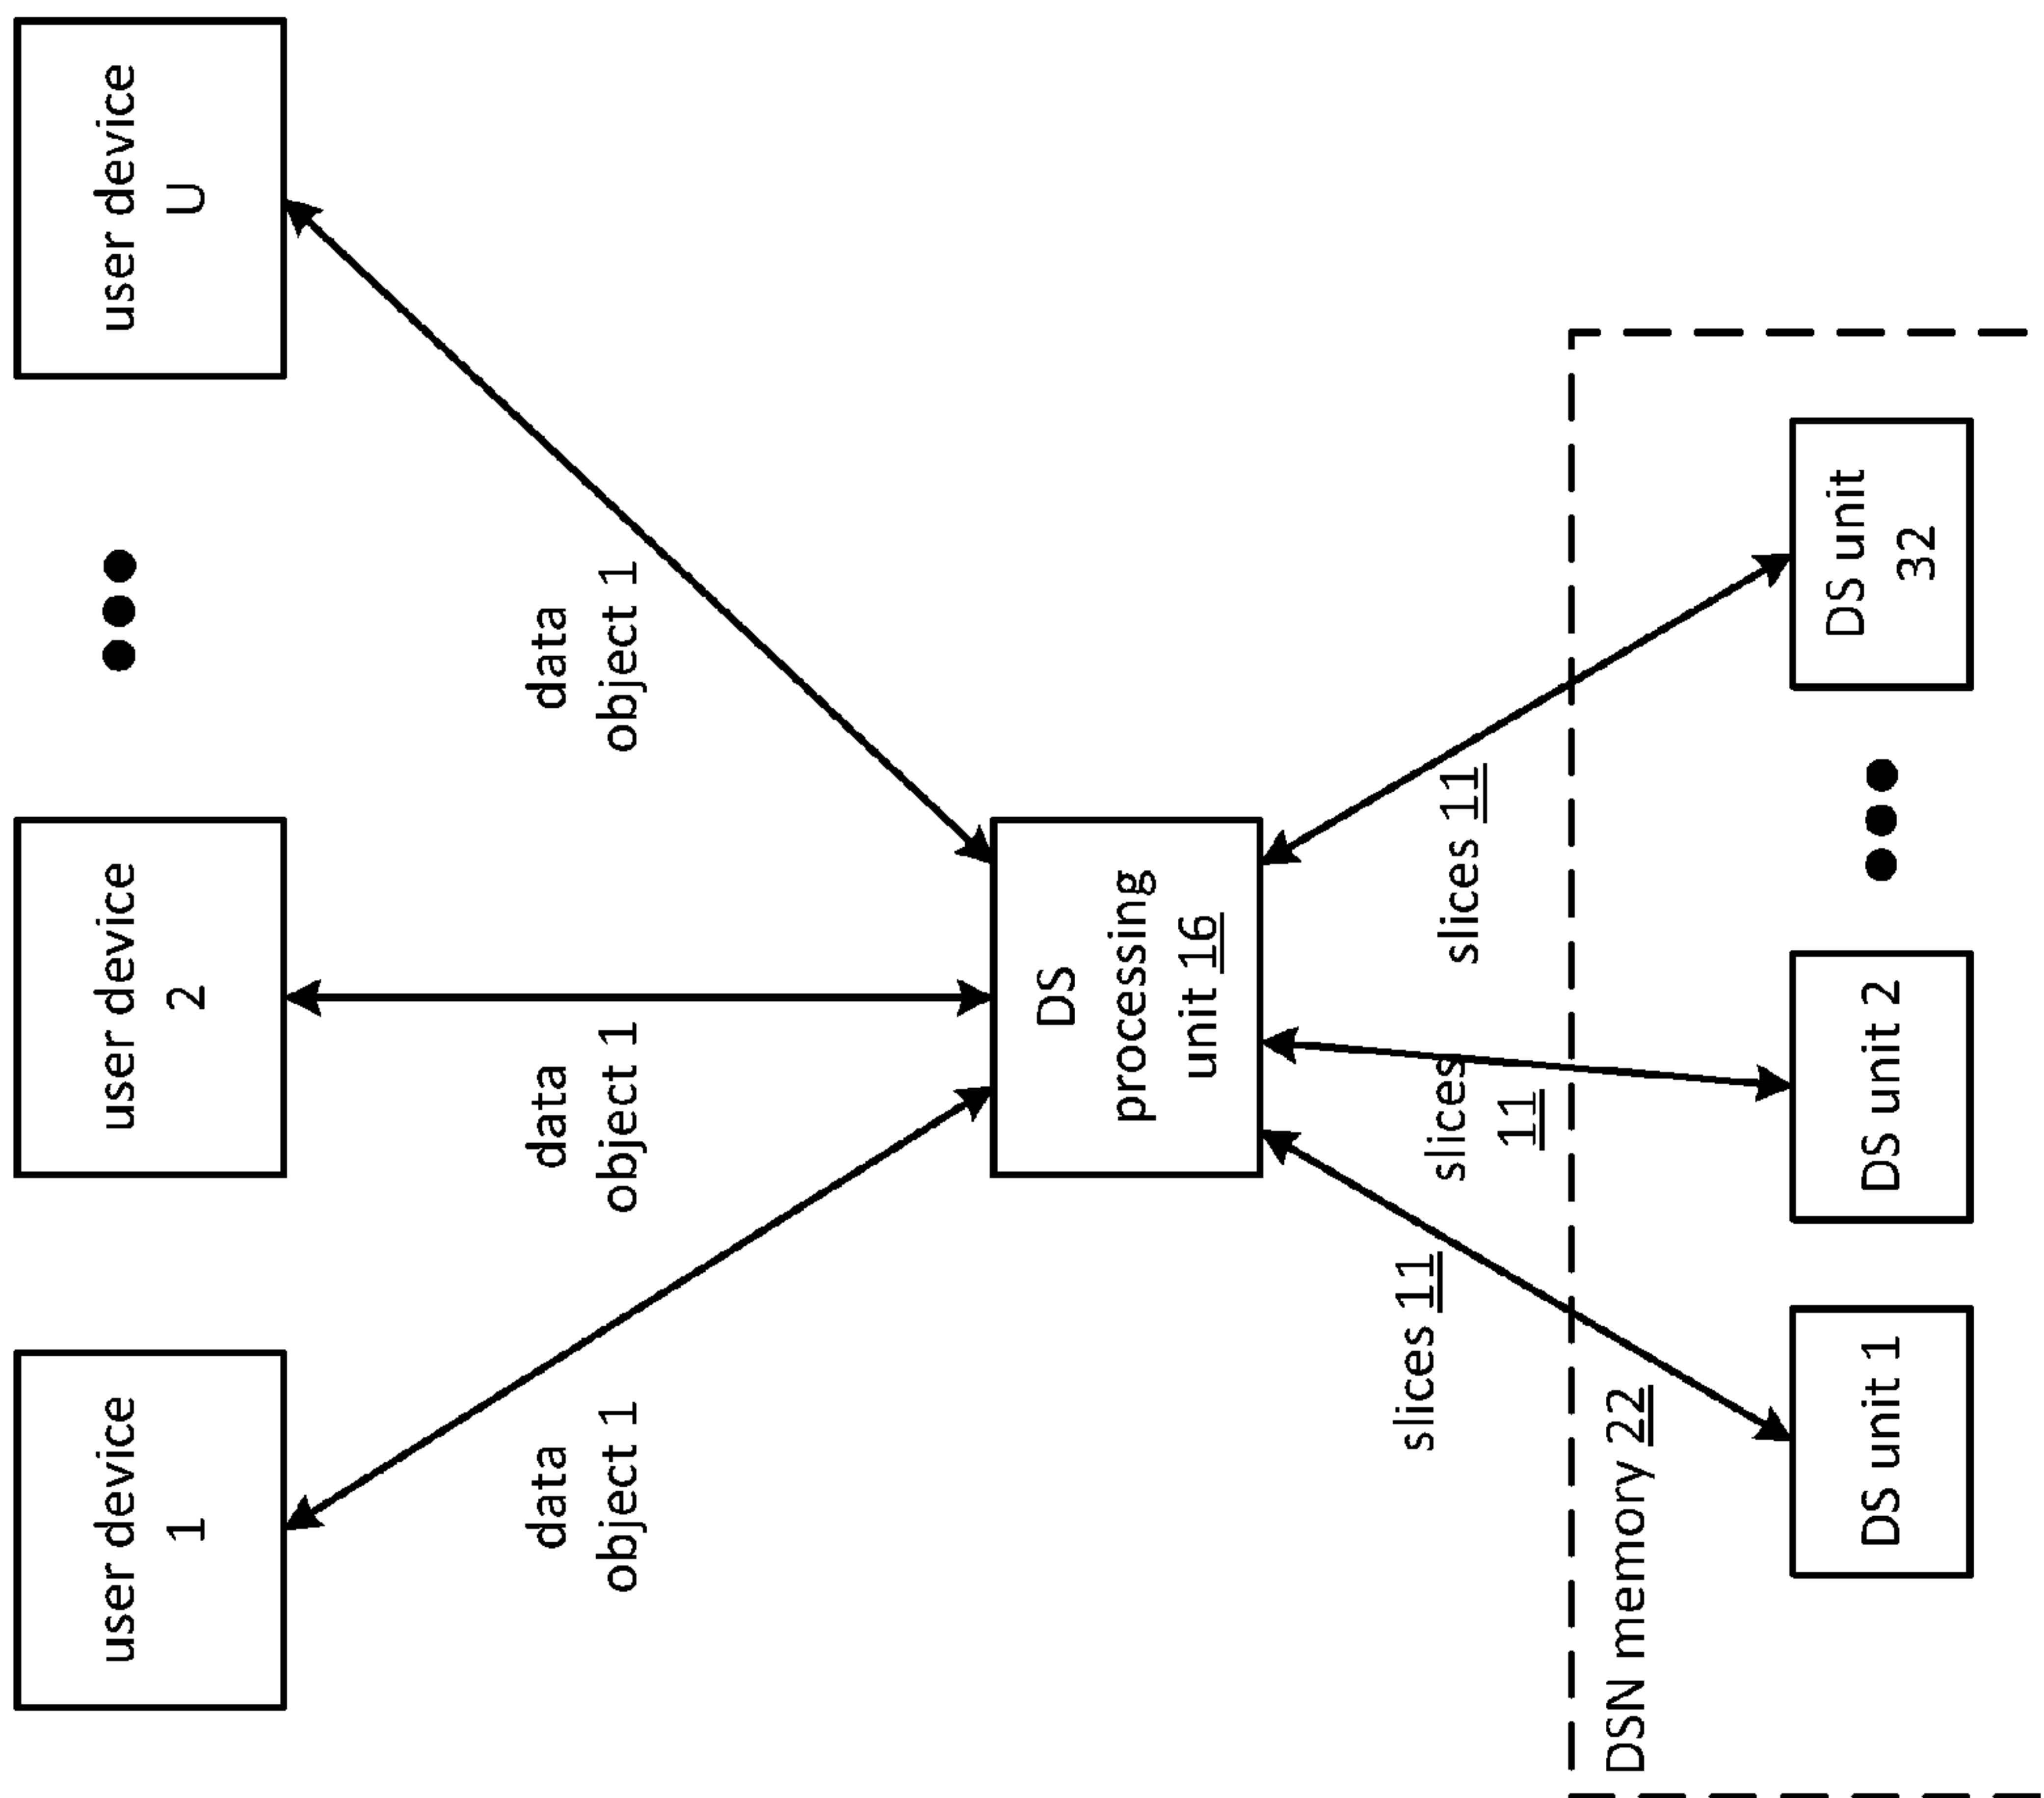 user device
1
user device
2
user device
U
data
object 1
data
object 1
data
object 1
DS
processing
unit 16
slices 11
slices
11
slices 11
DSN memory 22
DS unit 1
DS unit 2
DS unit
32